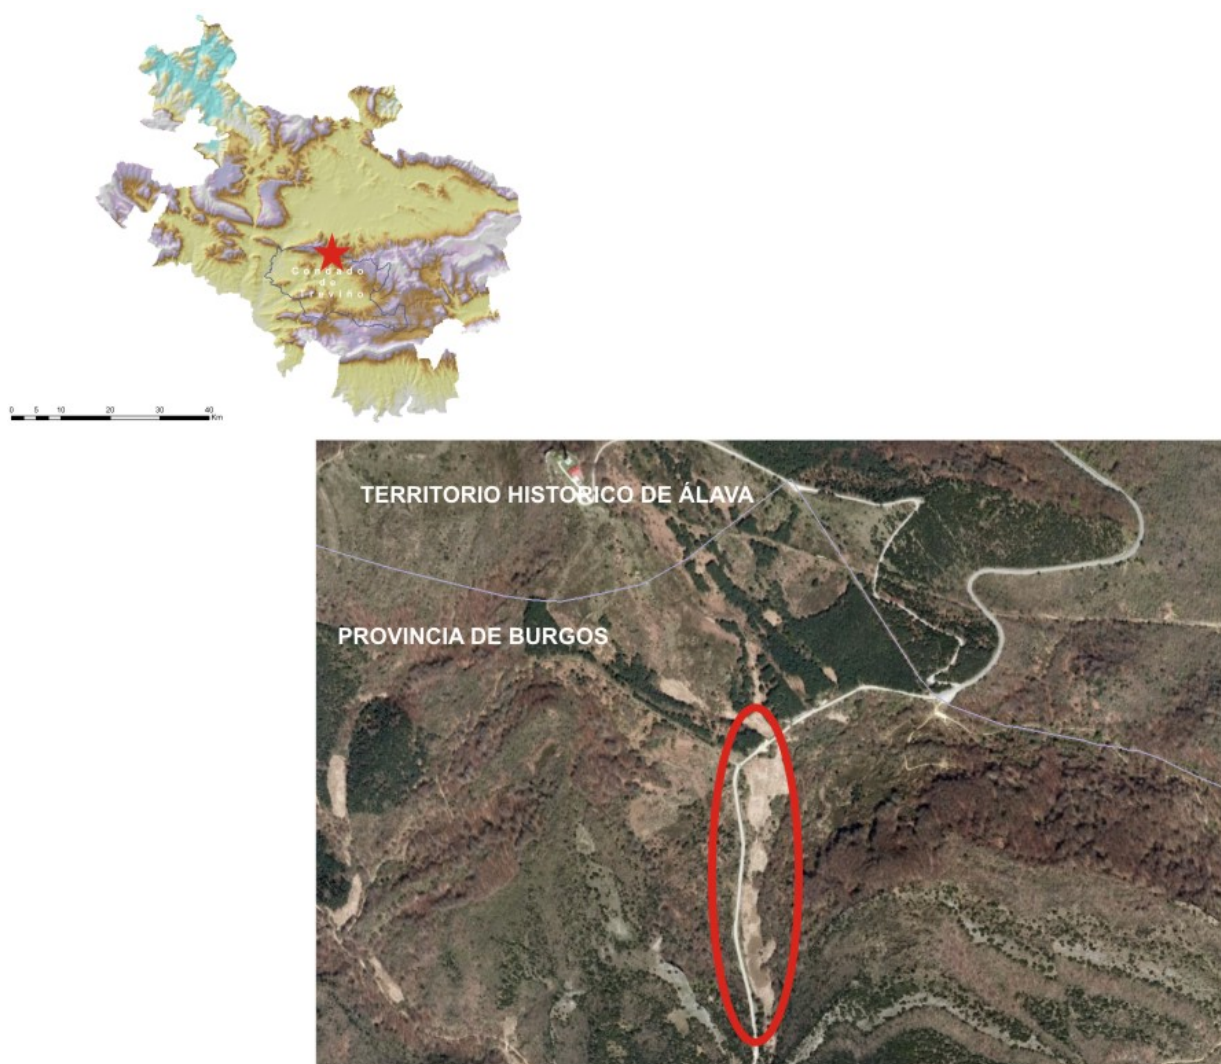 Condado
de
Treviño
0 5 10 20 30 40
Km
TERRITORIO HISTORICO DE ÁLAVA
PROVINCIA DE BURGOS